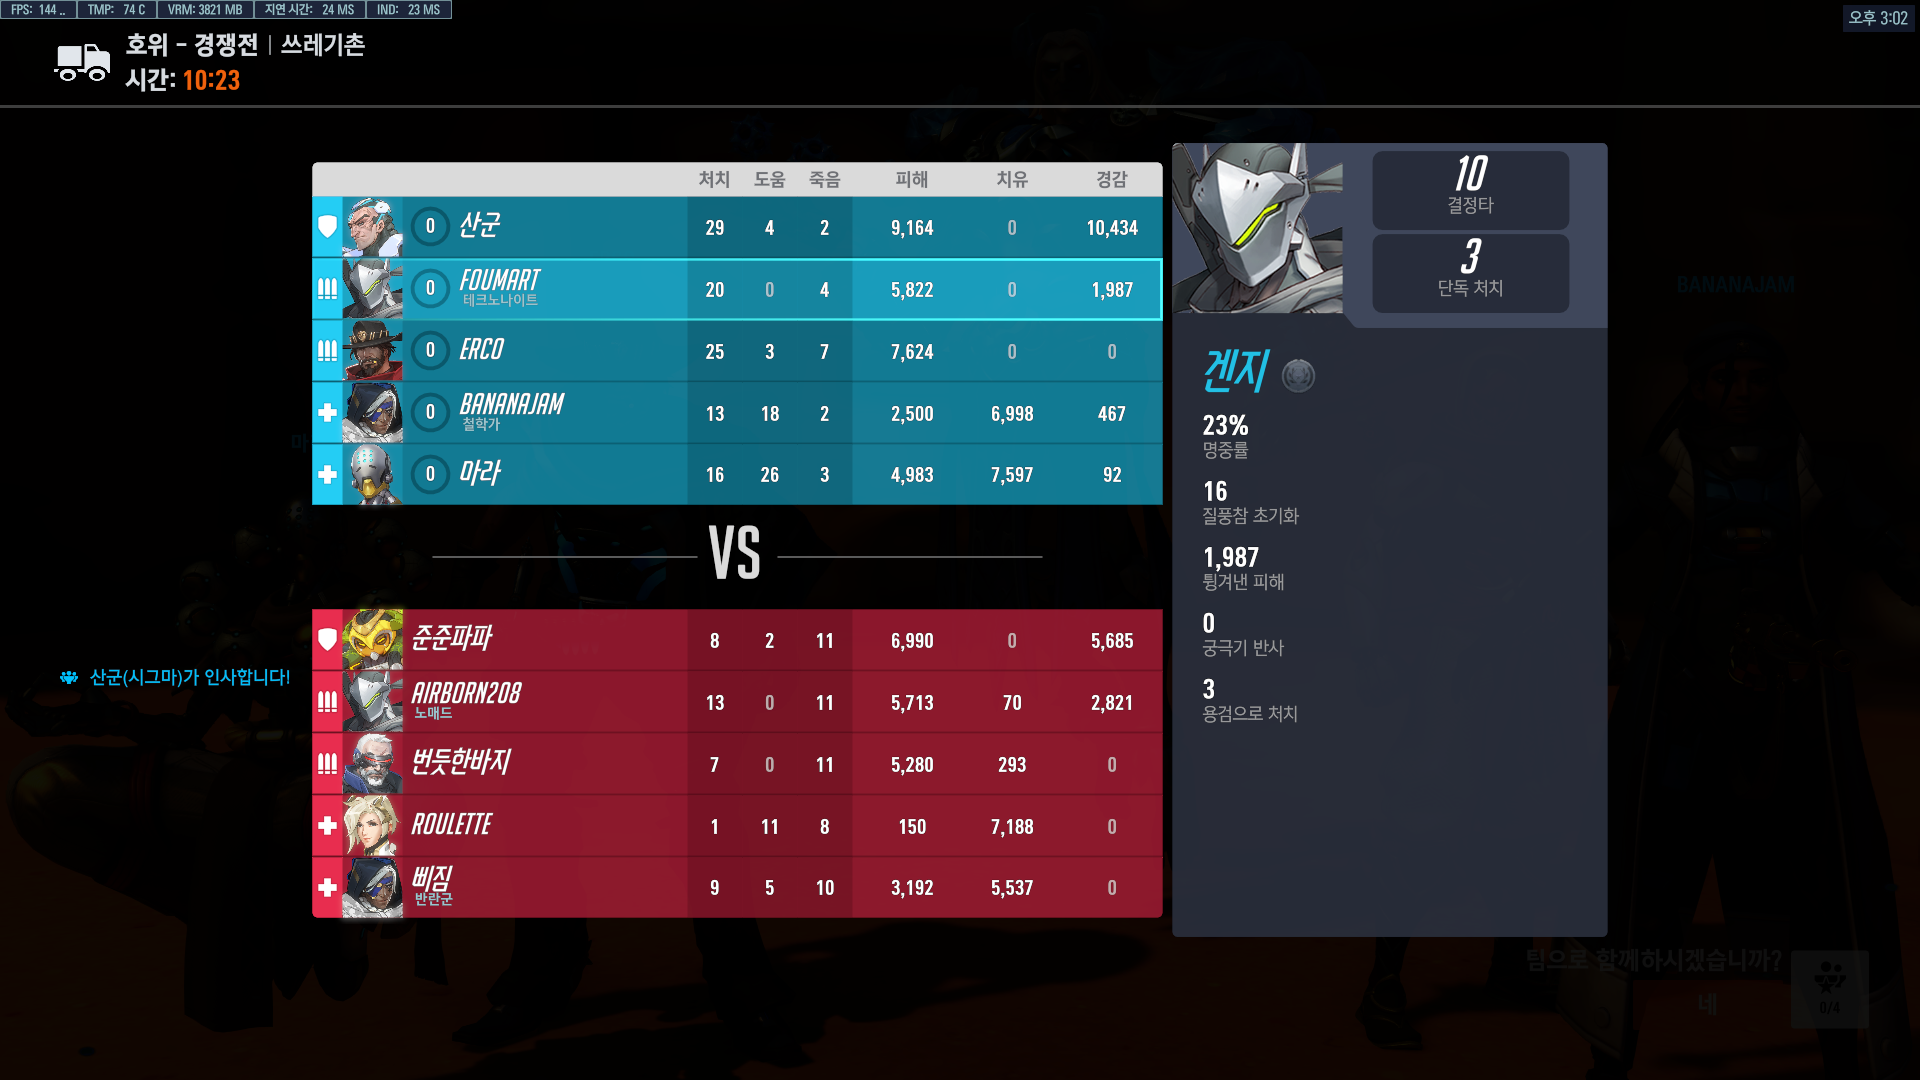 FPS: 144 .. TMP: 74 C VRM: 3821 MB 지연 시간: 24 MS IND: 23 MS
오후 3:02
호위 - 경쟁전 | 쓰레기촌
시간: 10:23
처치 도움 죽음 피해 치유 경감
0 산군 29 4 2 9,164 0 10,434
0 FOUMART 20 0 4 5,822 0 1,987
테크노나이트
0 ERCO 25 3 7 7,624 0 0
0 BANANAJAM 13 18 2 2,500 6,998 467
철학가
0 마라 16 26 3 4,983 7,597 92
VS
준준파파 8 2 11 6,990 0 5,685
AIRBORN208 13 0 11 5,713 70 2,821
노매드
번듯한바지 7 0 11 5,280 293 0
ROULETTE 1 11 8 150 7,188 0
삐짐 9 5 10 3,192 5,537 0
반란군
산군(시그마)가 인사합니다!
10
결정타
3
단독 처치
겐지
23%
명중률
16
질풍참 초기화
1,987
튕겨낸 피해
0
궁극기 반사
3
용검으로 처치
BANANAJAM
팀으로 함께하시겠습니까?
네
0/4